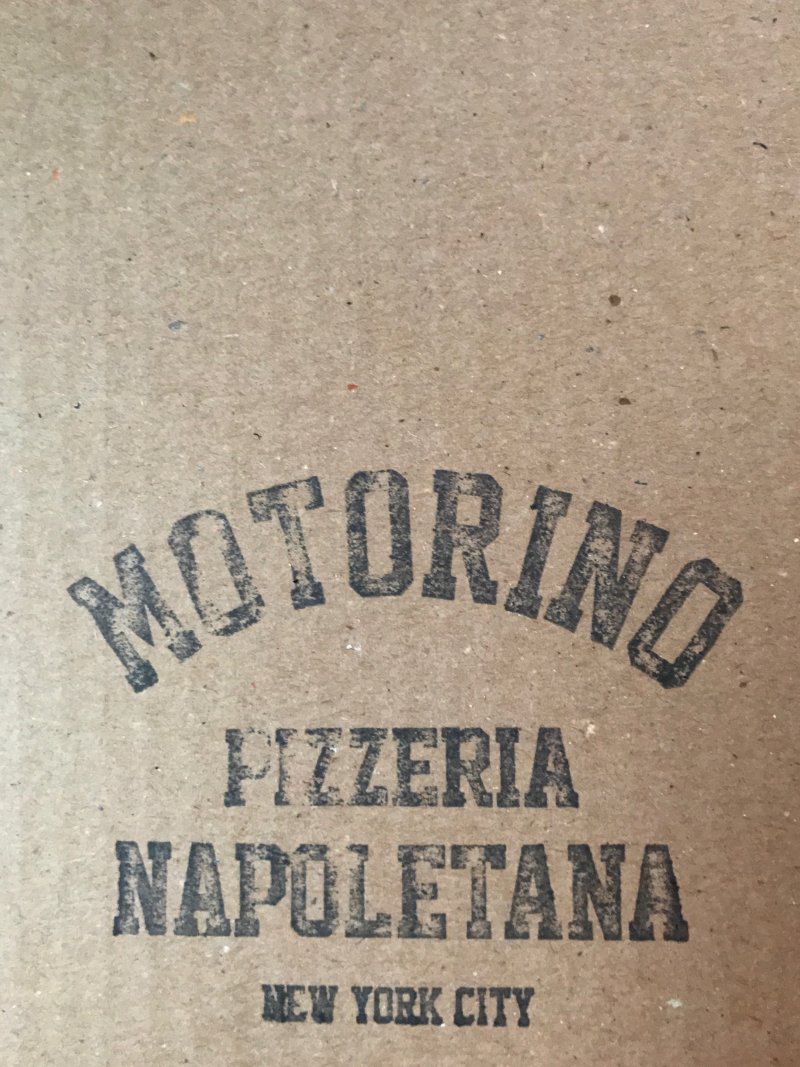 MOTORINO
PIZZERIA
NAPOLETANA
NEW YORK CITY